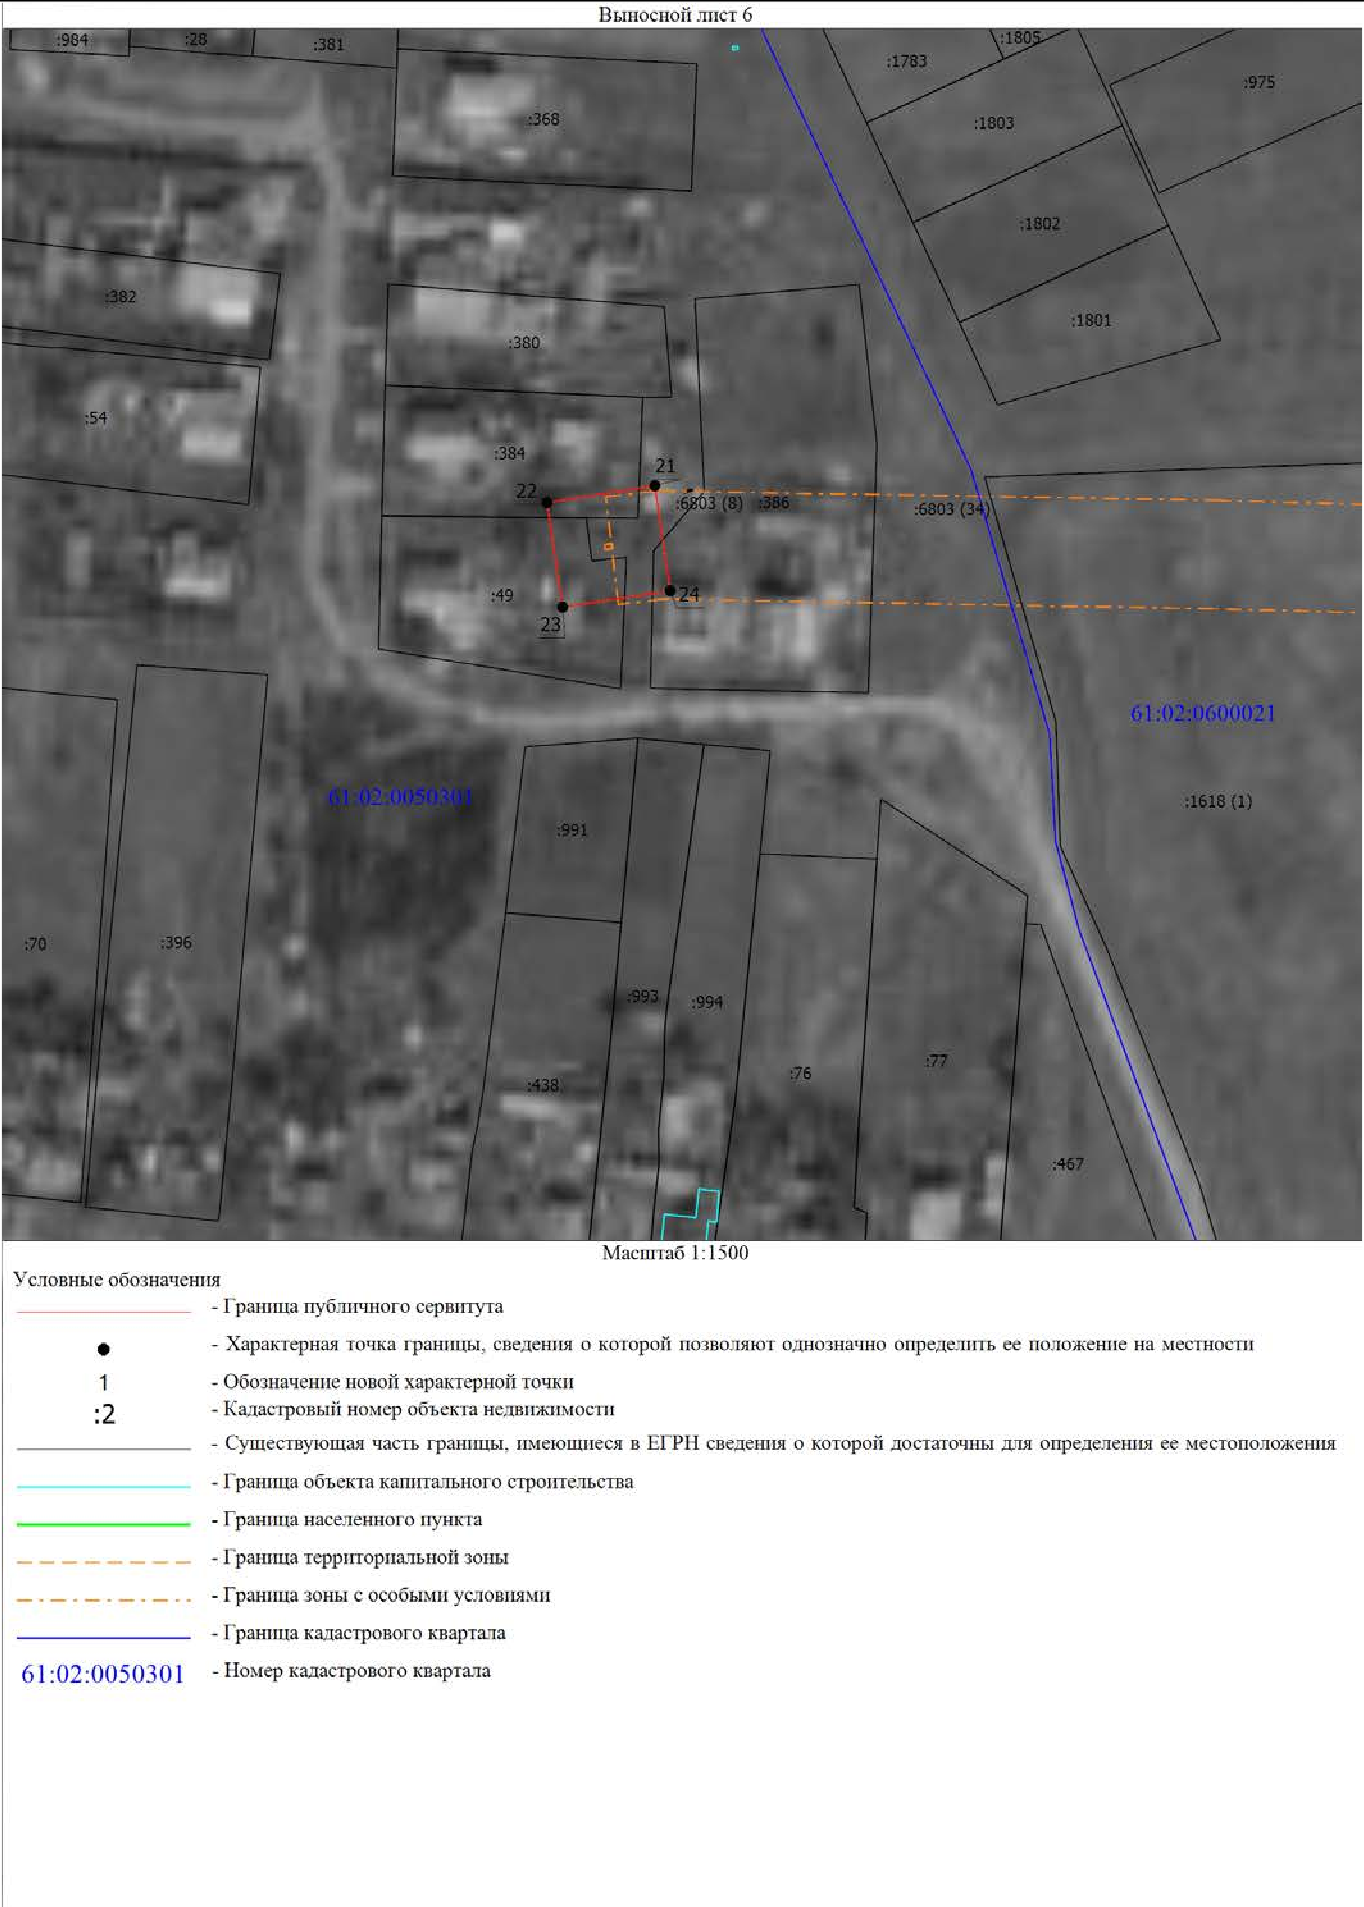 Выносной лист 6
:984
:28
:381
:368
:1783
:1805
:975
:1803
:1802
:1801
:382
:380
:54
:384
21
22
:6803 (8)
:386
:6803 (34)
:49
24
23
61:02:0600021
61:02:0050301
:1618 (1)
:991
:70
:396
:993
:994
:438
:76
:77
:467
Масштаб 1:1500
Условные обозначения
- Граница публичного сервитута
- Характерная точка границы, сведения о которой позволяют однозначно определить ее положение на местности
1 - Обозначение новой характерной точки
:2 - Кадастровый номер объекта недвижимости
- Существующая часть границы, имеющиеся в ЕГРН сведения о которой достаточны для определения ее местоположения
- Граница объекта капитального строительства
- Граница населенного пункта
- Граница территориальной зоны
- Граница зоны с особыми условиями
- Граница кадастрового квартала
61:02:0050301 - Номер кадастрового квартала